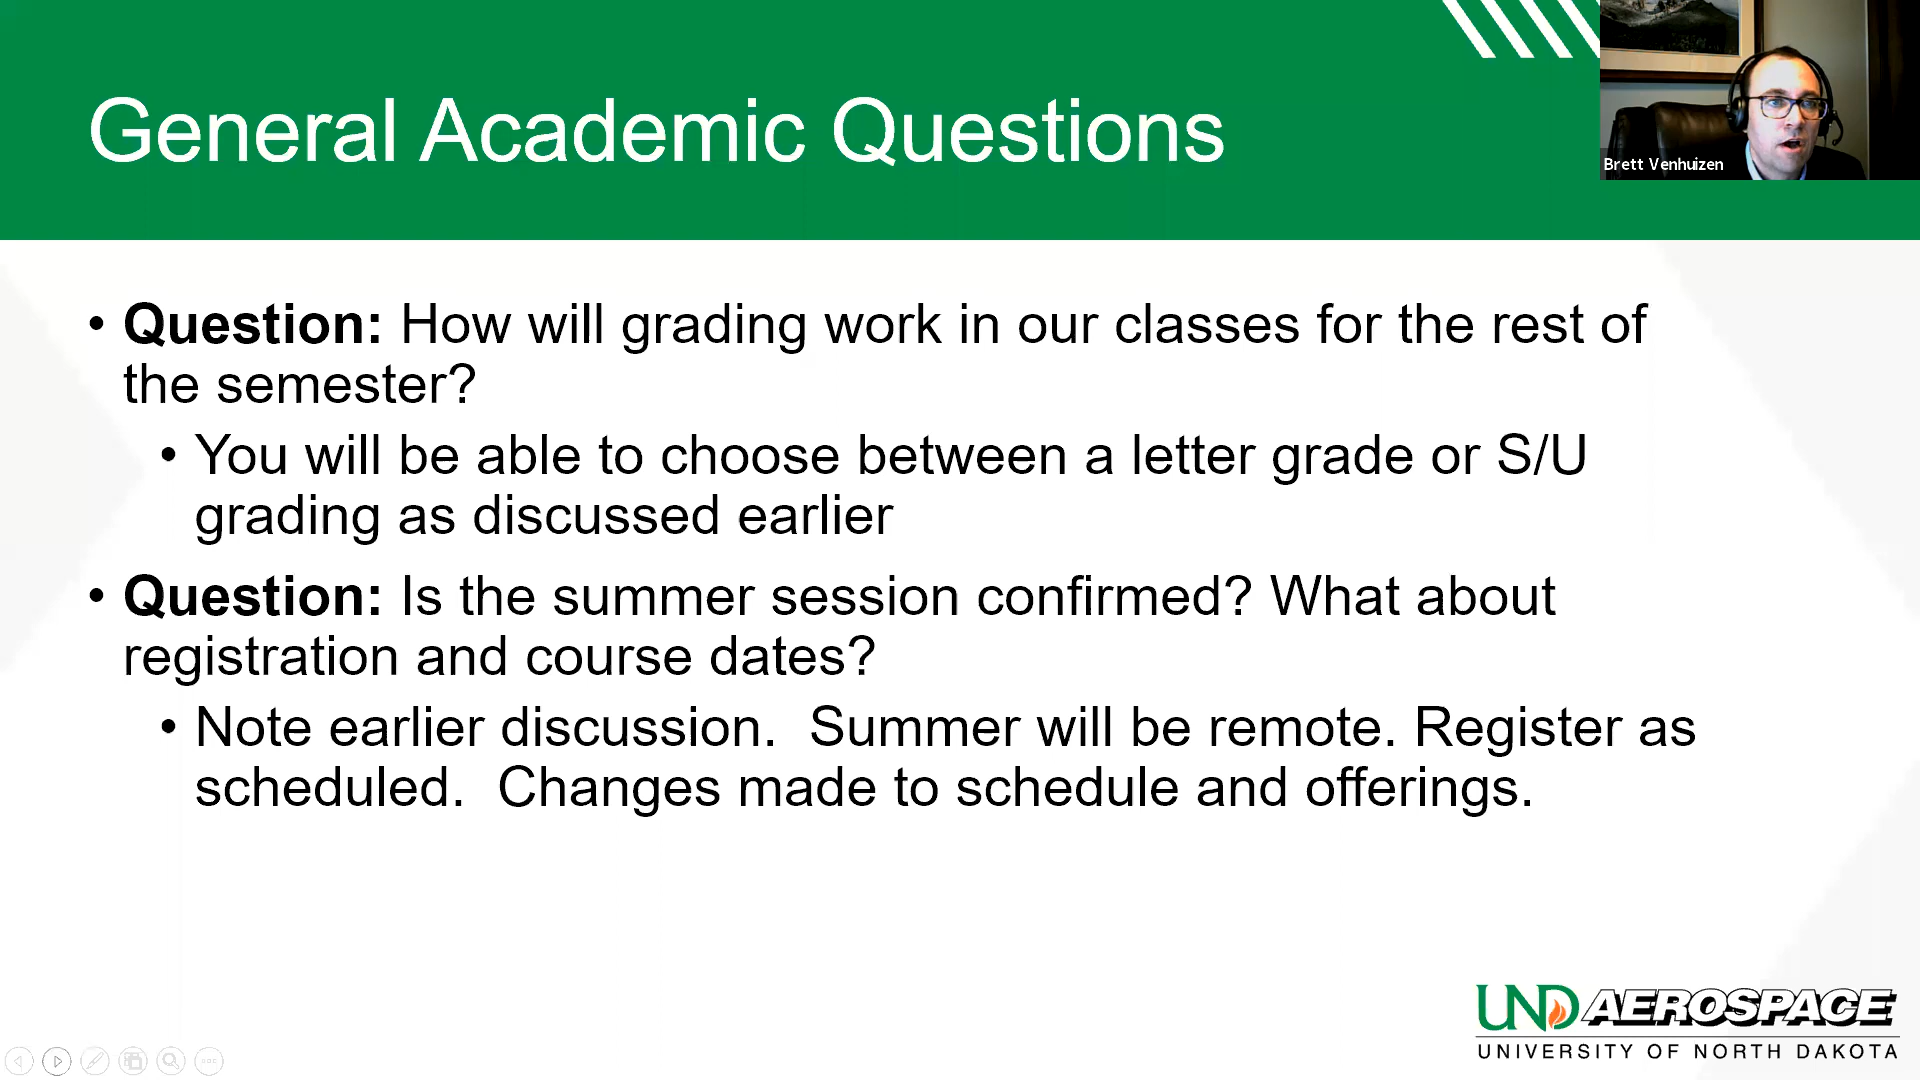 General Academic Questions
Brett Venhuizen
• Question: How will grading work in our classes for the rest of
the semester?
• You will be able to choose between a letter grade or S/U
grading as discussed earlier
• Question: Is the summer session confirmed? What about
registration and course dates?
• Note earlier discussion.  Summer will be remote. Register as
scheduled.  Changes made to schedule and offerings.
UND AEROSPACE
UNIVERSITY OF NORTH DAKOTA